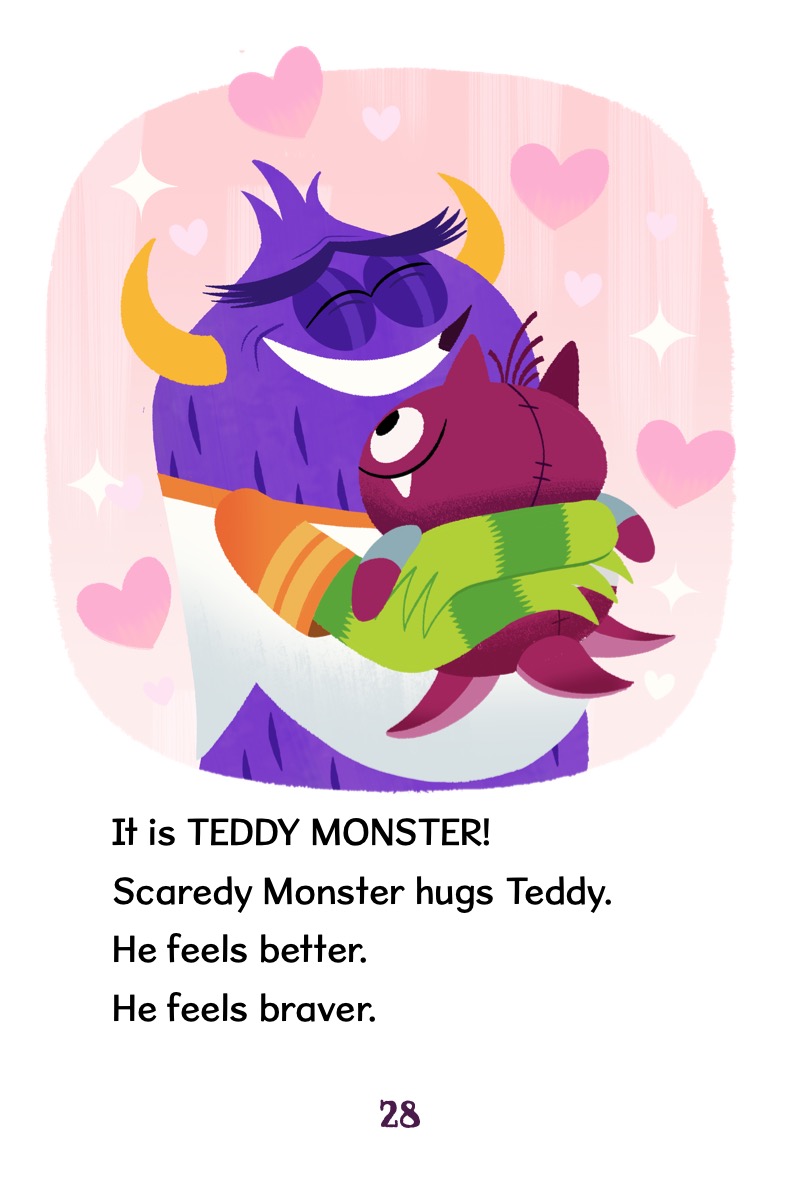 It is TEDDY MONSTER!
Scaredy Monster hugs Teddy.
He feels better.
He feels braver.
28